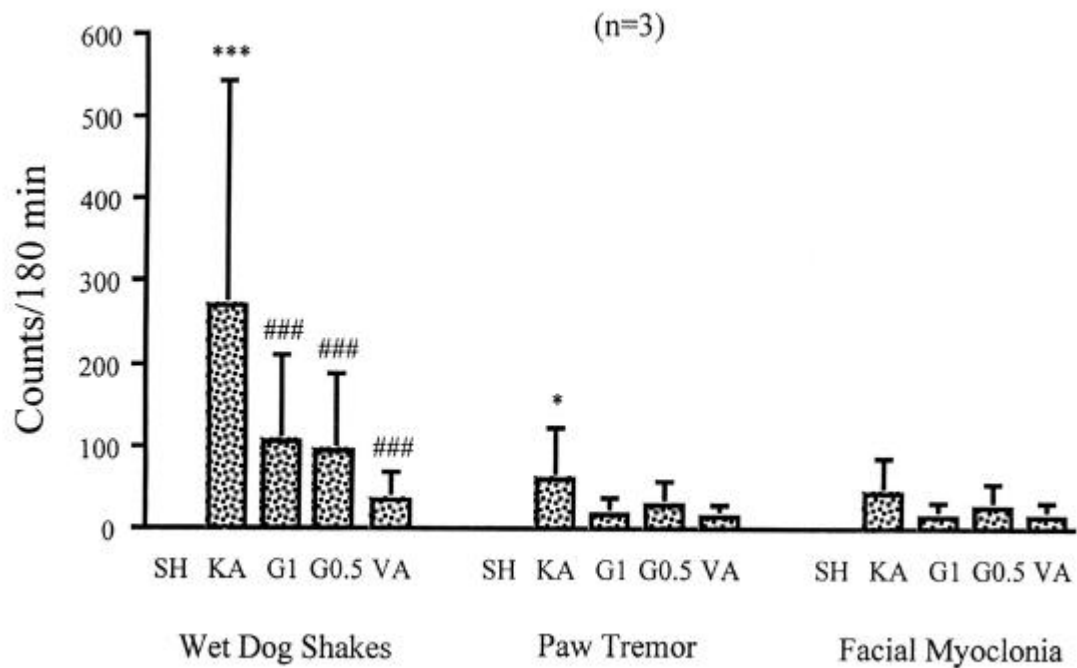 (n=3)
Counts/180 min
600
500
400
300
200
100
0
***
###
###
###
*
SH KA G1 G0.5 VA
SH KA G1 G0.5 VA
SH KA G1 G0.5 VA
Wet Dog Shakes
Paw Tremor
Facial Myoclonia